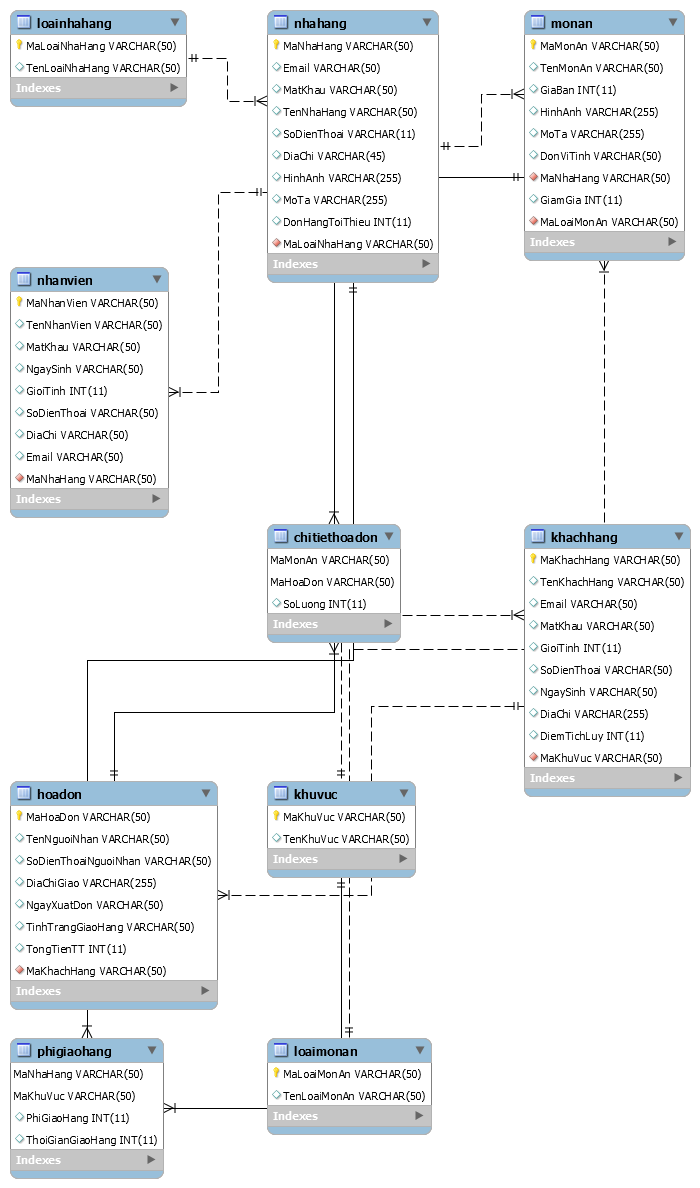 loainhahang
MaLoaiNhaHang VARCHAR(50)
TenLoaiNhaHang VARCHAR(50)
Indexes
nhahang
MaNhaHang VARCHAR(50)
Email VARCHAR(50)
MatKhau VARCHAR(50)
TenNhaHang VARCHAR(50)
SoDienThoai VARCHAR(11)
DiaChi VARCHAR(45)
HinhAnh VARCHAR(255)
MoTa VARCHAR(255)
DonHangToiThieu INT(11)
MaLoaiNhaHang VARCHAR(50)
Indexes
monan
MaMonAn VARCHAR(50)
TenMonAn VARCHAR(50)
GiaBan INT(11)
HinhAnh VARCHAR(255)
MoTa VARCHAR(255)
DonViTinh VARCHAR(50)
MaNhaHang VARCHAR(50)
GiamGia INT(11)
MaLoaiMonAn VARCHAR(50)
Indexes
nhanvien
MaNhanVien VARCHAR(50)
TenNhanVien VARCHAR(50)
MatKhau VARCHAR(50)
NgaySinh VARCHAR(50)
GioiTinh INT(11)
SoDienThoai VARCHAR(50)
DiaChi VARCHAR(50)
Email VARCHAR(50)
MaNhaHang VARCHAR(50)
Indexes
chitiethoadon
MaMonAn VARCHAR(50)
MaHoaDon VARCHAR(50)
SoLuong INT(11)
Indexes
khachhang
MaKhachHang VARCHAR(50)
TenKhachHang VARCHAR(50)
Email VARCHAR(50)
MatKhau VARCHAR(50)
GioiTinh INT(11)
SoDienThoai VARCHAR(50)
NgaySinh VARCHAR(50)
DiaChi VARCHAR(255)
DiemTichLuy INT(11)
MaKhuVuc VARCHAR(50)
Indexes
hoadon
MaHoaDon VARCHAR(50)
TenNguoiNhan VARCHAR(50)
SoDienThoaiNguoiNhan VARCHAR(50)
DiaChiGiao VARCHAR(255)
NgayXuatDon VARCHAR(50)
TinhTrangGiaoHang VARCHAR(50)
TongTienTT INT(11)
MaKhachHang VARCHAR(50)
Indexes
khuvuc
MaKhuVuc VARCHAR(50)
TenKhuVuc VARCHAR(50)
Indexes
phigiaohang
MaNhaHang VARCHAR(50)
MaKhuVuc VARCHAR(50)
PhiGiaoHang INT(11)
ThoiGianGiaoHang INT(11)
Indexes
loaimonan
MaLoaiMonAn VARCHAR(50)
TenLoaiMonAn VARCHAR(50)
Indexes